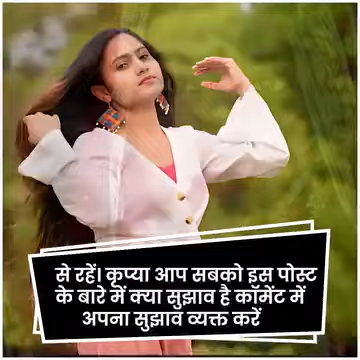 से रहें। कृप्या आप सबको इस पोस्ट
के बारे में क्या सुझाव है कॉमेंट में
अपना सुझाव व्यक्त करें